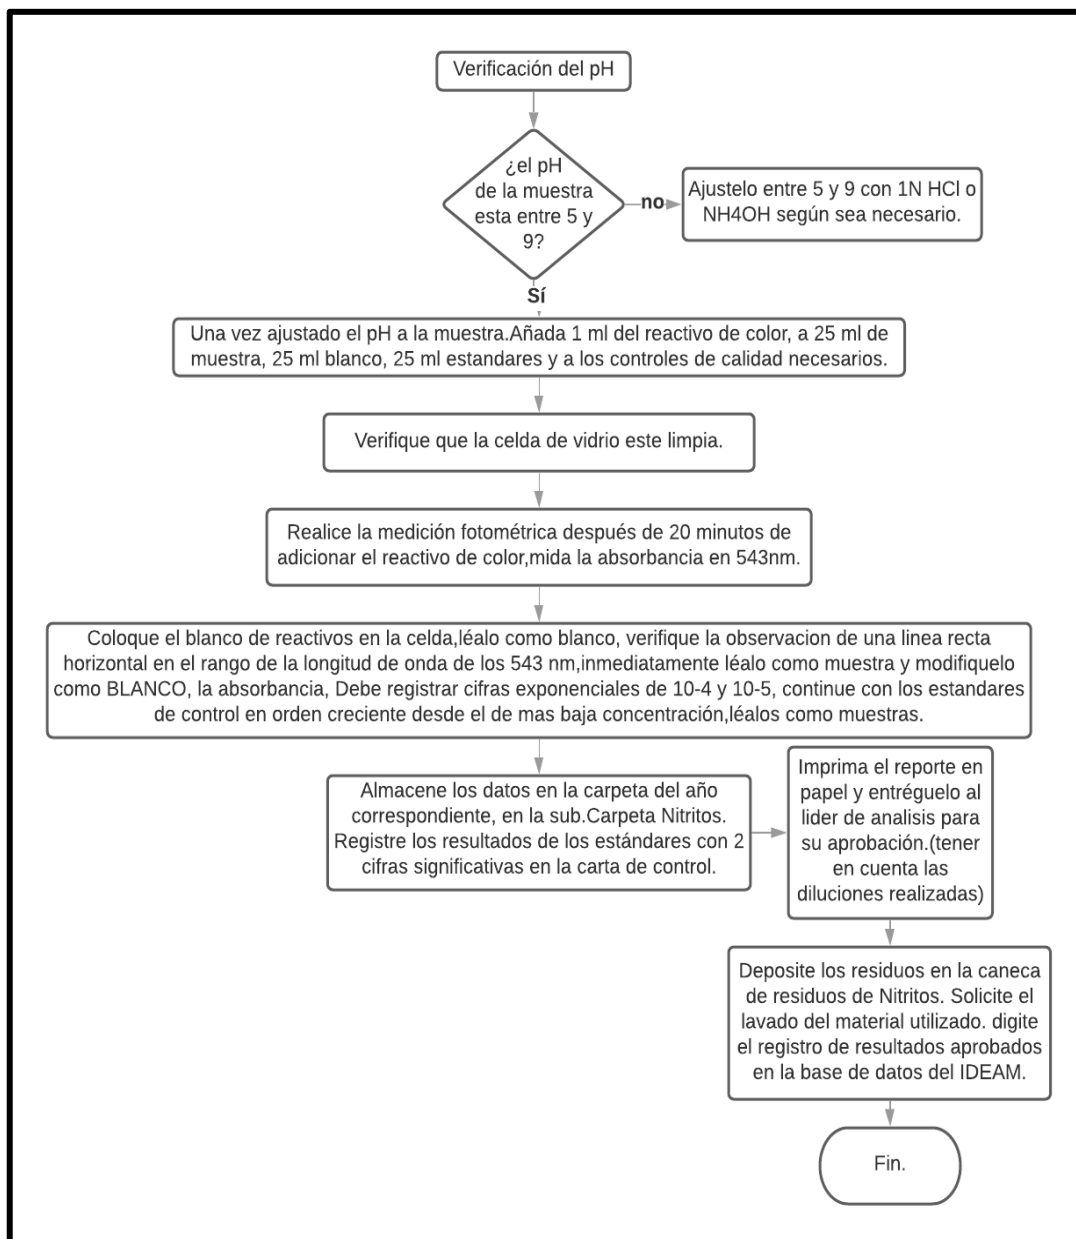 Verificación del pH
¿el pH
de la muestra
esta entre 5 y
9?
no
Ajustelo entre 5 y 9 con 1N HCl o
NH4OH según sea necesario.
Sí
Una vez ajustado el pH a la muestra.Añada 1 ml del reactivo de color, a 25 ml de
muestra, 25 ml blanco, 25 ml estandares y a los controles de calidad necesarios.
Verifique que la celda de vidrio este limpia.
Realice la medición fotométrica después de 20 minutos de
adicionar el reactivo de color,mida la absorbancia en 543nm.
Coloque el blanco de reactivos en la celda,léalo como blanco, verifique la observacion de una linea recta
horizontal en el rango de la longitud de onda de los 543 nm,inmediatamente léalo como muestra y modifiquelo
como BLANCO, la absorbancia, Debe registrar cifras exponenciales de 10-4 y 10-5, continue con los estandares
de control en orden creciente desde el de mas baja concentración,léalos como muestras.
Almacene los datos en la carpeta del año
correspondiente, en la sub.Carpeta Nitritos.
Registre los resultados de los estándares con 2
cifras significativas en la carta de control.
Imprima el reporte en
papel y entréguelo al
lider de analisis para
su aprobación.(tener
en cuenta las
diluciones realizadas)
Deposite los residuos en la caneca
de residuos de Nitritos. Solicite el
lavado del material utilizado. digite
el registro de resultados aprobados
en la base de datos del IDEAM.
Fin.